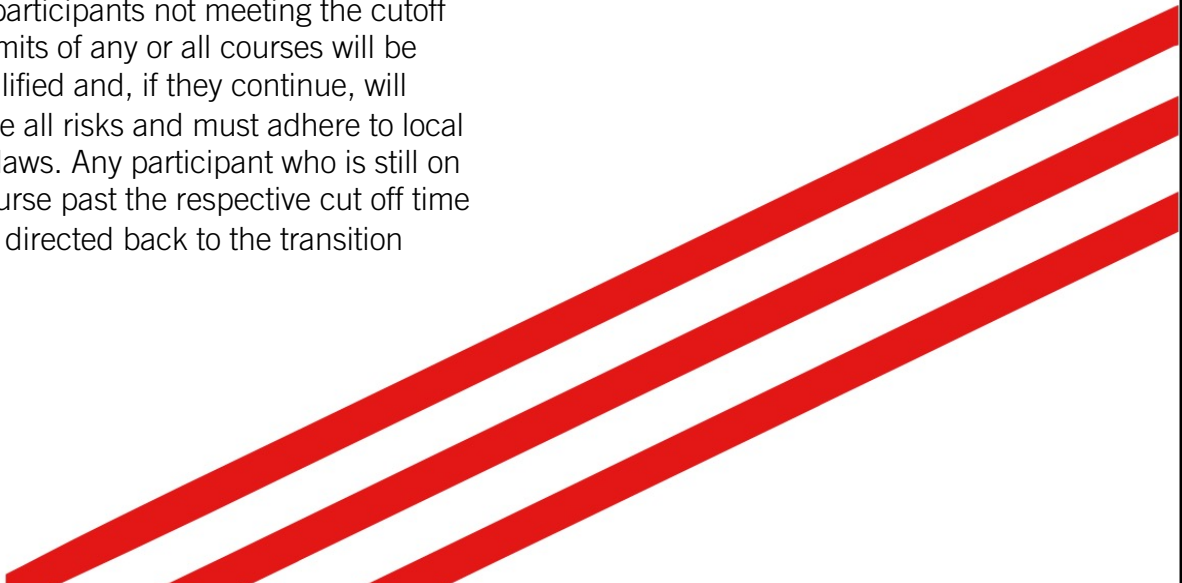 participants not meeting the cutoff
mits of any or all courses will be
lified and, if they continue, will
e all risks and must adhere to local
laws. Any participant who is still on
urse past the respective cut off time
directed back to the transition